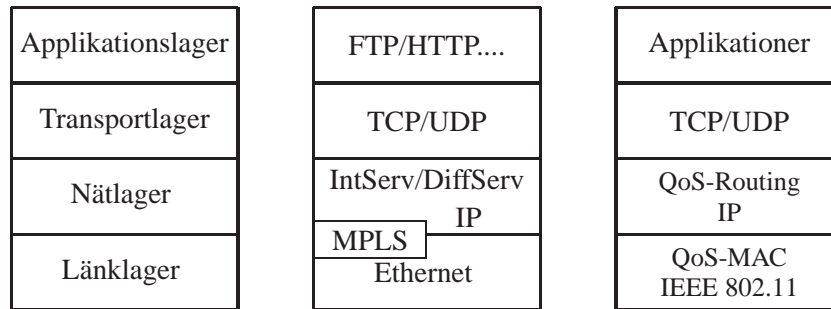 Applikationslager
Transportlager
Nätlager
Länklager
FTP/HTTP....
TCP/UDP
IntServ/DiffServ
IP
MPLS
Ethernet
Applikationer
TCP/UDP
QoS-Routing
IP
QoS-MAC
IEEE 802.11